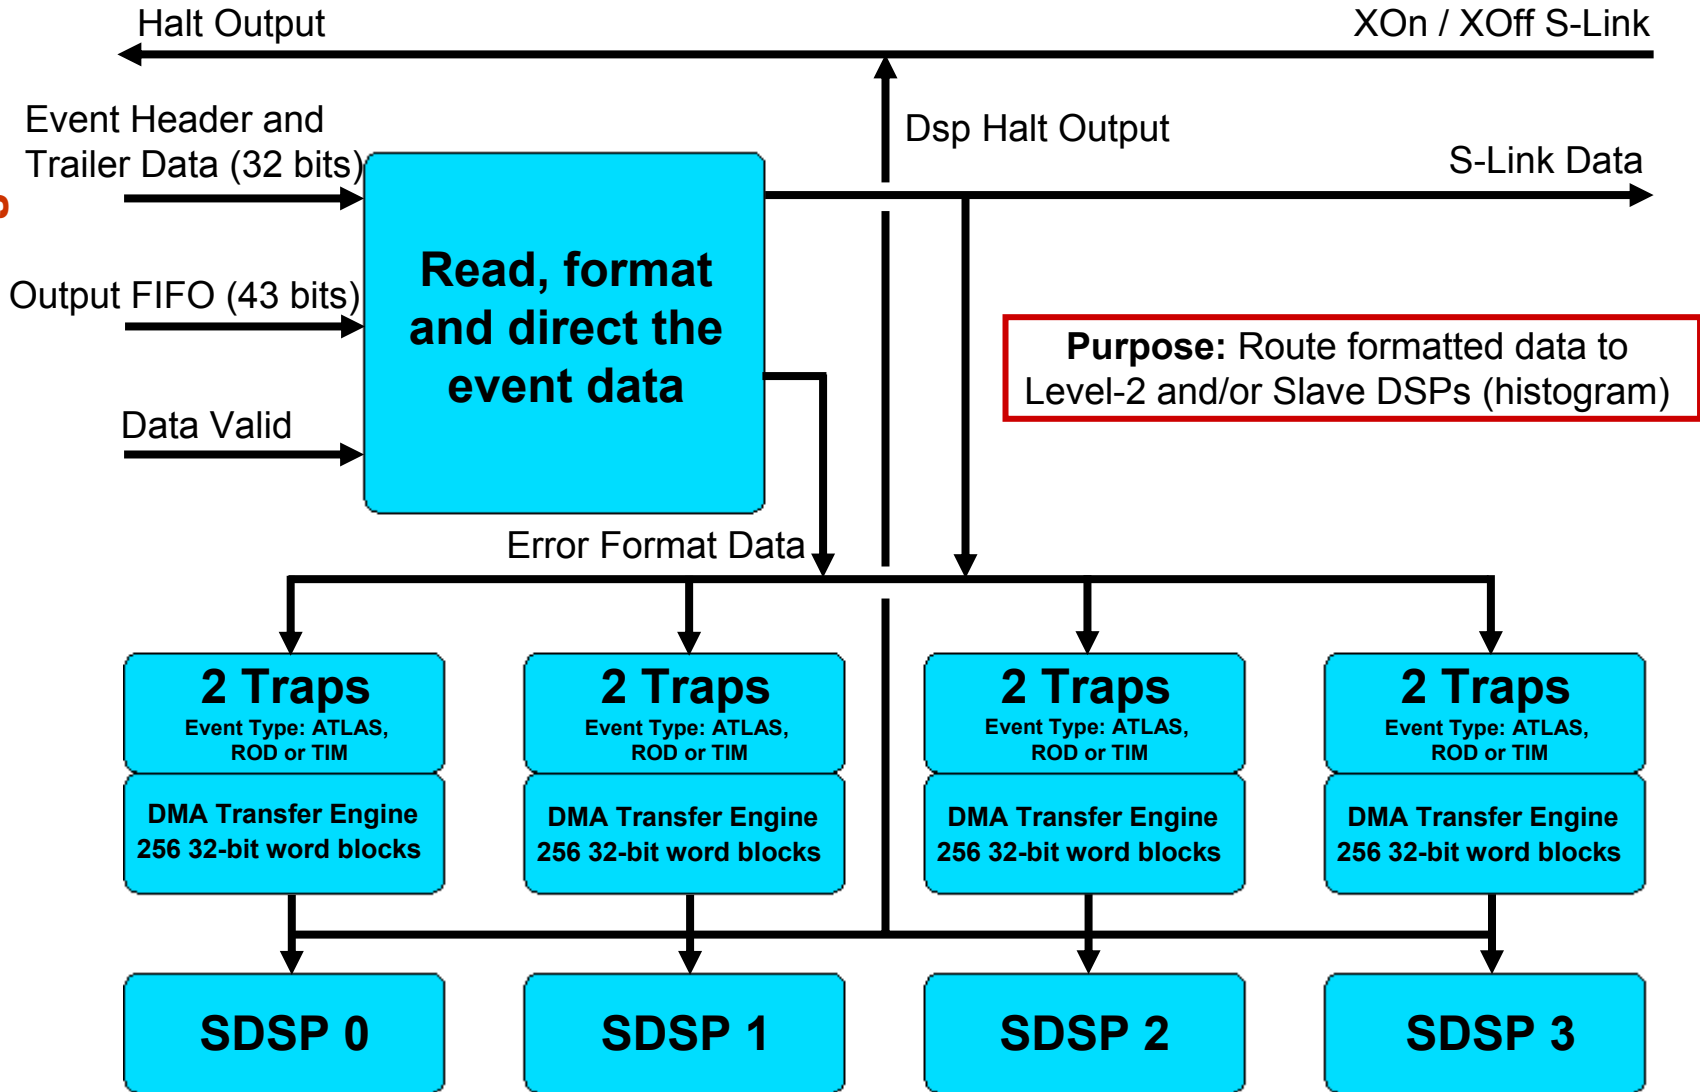 Halt Output
XOn / XOff S-Link
Event Header and
Trailer Data (32 bits)
Dsp Halt Output
S-Link Data
Read, format
and direct the
event data
Output FIFO (43 bits)
Purpose: Route formatted data to
Level-2 and/or Slave DSPs (histogram)
Data Valid
Error Format Data
2 Traps
Event Type: ATLAS,
ROD or TIM
2 Traps
Event Type: ATLAS,
ROD or TIM
2 Traps
Event Type: ATLAS,
ROD or TIM
2 Traps
Event Type: ATLAS,
ROD or TIM
DMA Transfer Engine
256 32-bit word blocks
DMA Transfer Engine
256 32-bit word blocks
DMA Transfer Engine
256 32-bit word blocks
DMA Transfer Engine
256 32-bit word blocks
SDSP 0
SDSP 1
SDSP 2
SDSP 3